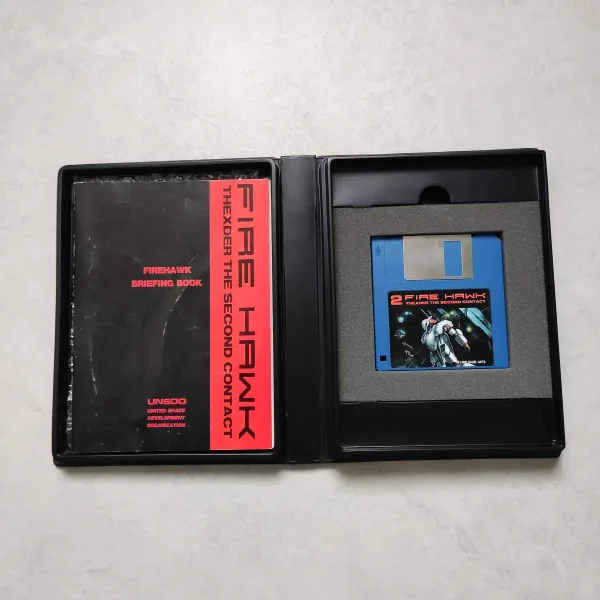 FIREHAWK
BRIEFING BOOK
UNSDO
UNITED SPACE
DEVELOPMENT
ORGANIZATION
FIRE HAWK
THEXDER THE SECOND CONTACT
2 FIRE HAWK
THEXDER THE SECOND CONTACT